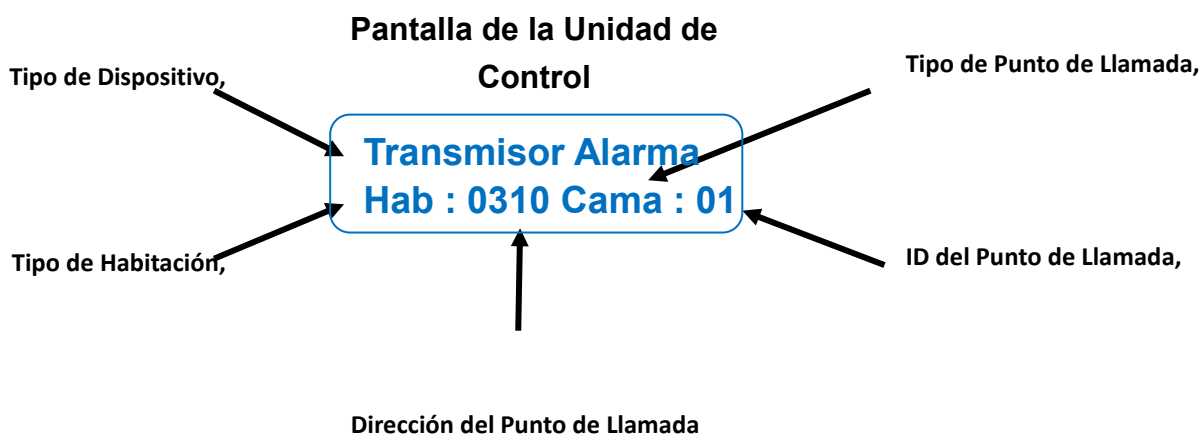 Pantalla de la Unidad de
Control
Tipo de Dispositivo,
Tipo de Punto de Llamada,
Transmisor Alarma
Hab : 0310 Cama : 01
Tipo de Habitación,
ID del Punto de Llamada,
Dirección del Punto de Llamada